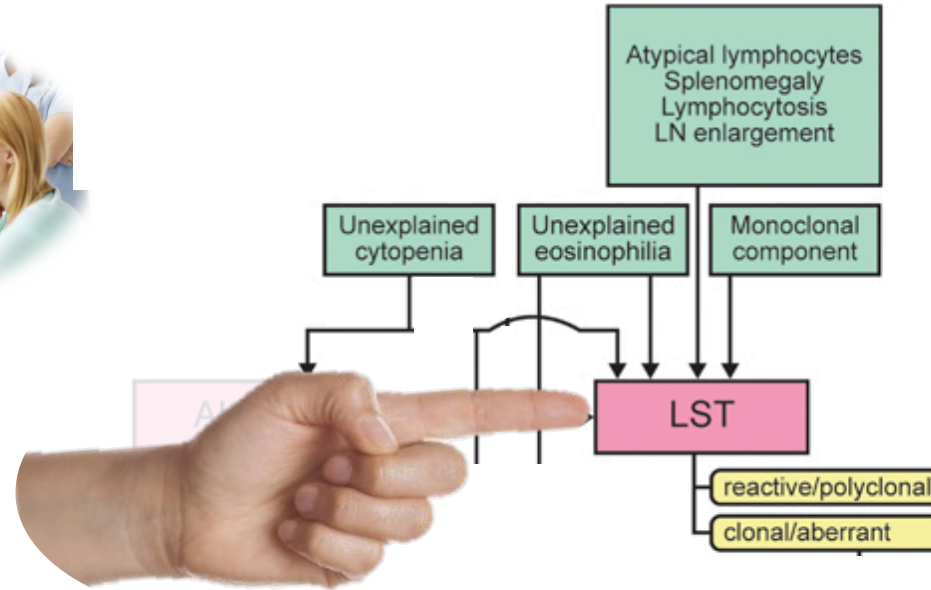 Atypical lymphocytes
Splenomegaly
Lymphocytosis
LN enlargement
Unexplained
cytopenia
Unexplained
eosinophilia
Monoclonal
component
LST
reactive/polyclonal
clonal/aberrant